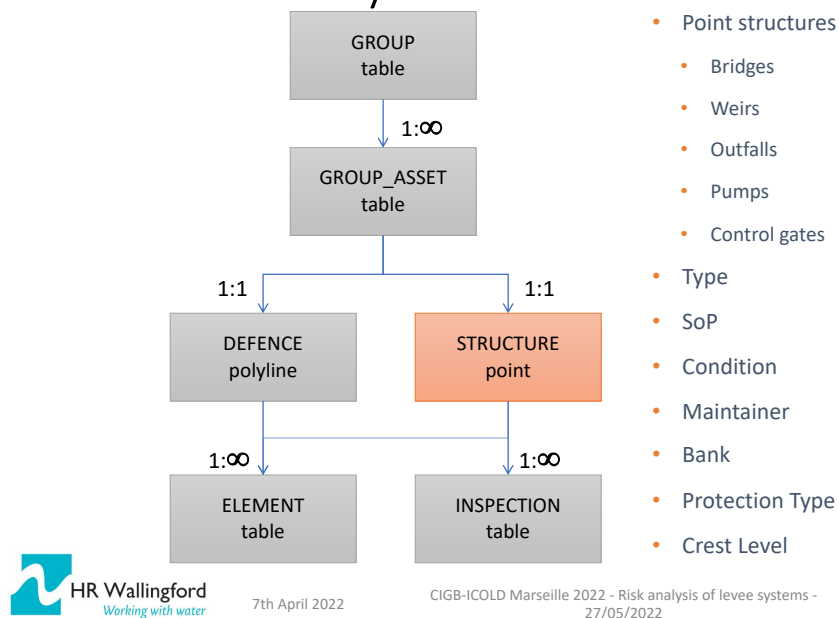 GROUP
table
1:∞
GROUP_ASSET
table
1:1
1:1
DEFENCE
polyline
STRUCTURE
point
1:∞
1:∞
ELEMENT
table
INSPECTION
table
• Point structures
• Bridges
• Weirs
• Outfalls
• Pumps
• Control gates
• Type
• SoP
• Condition
• Maintainer
• Bank
• Protection Type
• Crest Level
HR Wallingford
Working with water
7th April 2022
CIGB-ICOLD Marseille 2022 - Risk analysis of levee systems -
27/05/2022